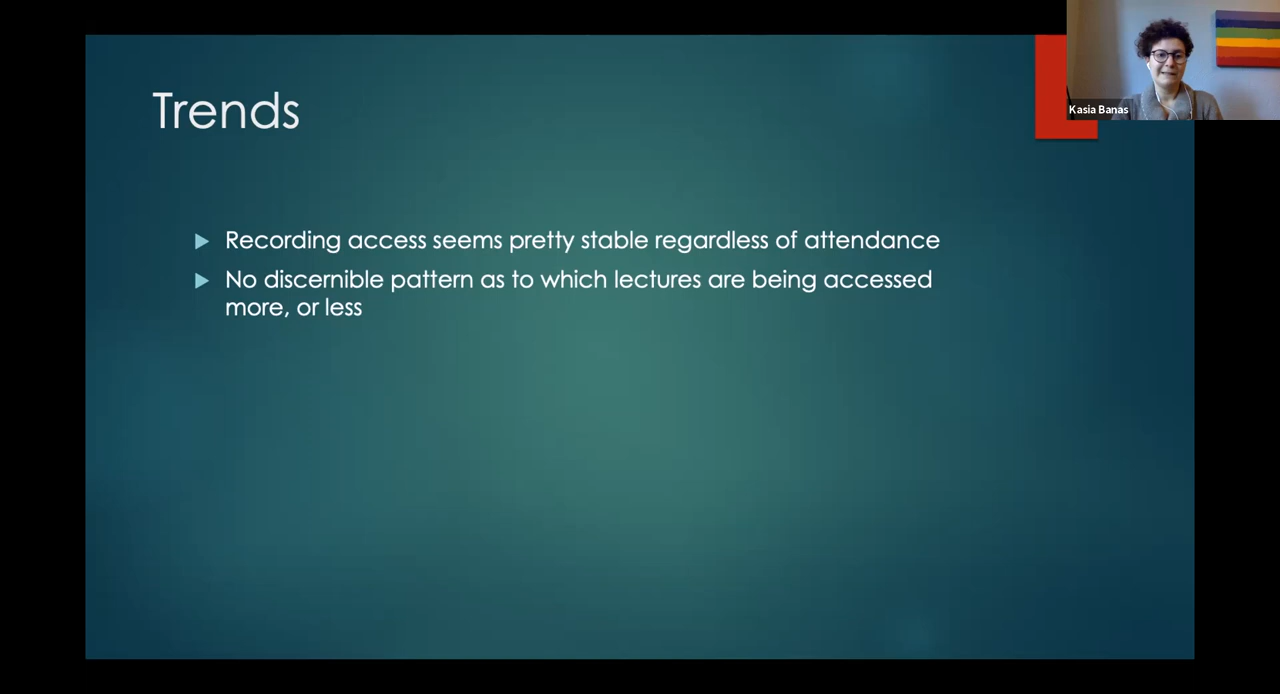 Trends
Recording access seems pretty stable regardless of attendance
No discernible pattern as to which lectures are being accessed
more, or less
Kasia Banas